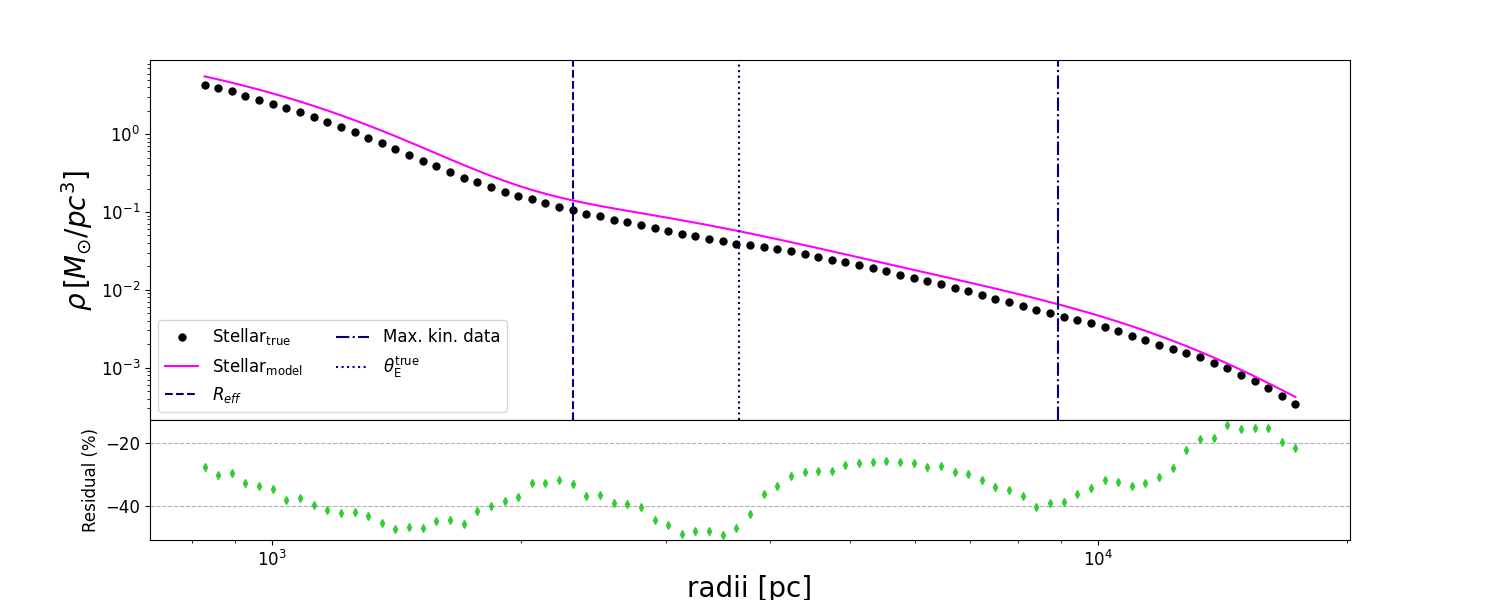 ρ [M⊙/pc³]
10⁰
10⁻¹
10⁻²
10⁻³
Stellar_true
Stellar_model
R_eff
Max. kin. data
θ_E^true
Residual (%)
−20
−40
10³
10⁴
radii [pc]